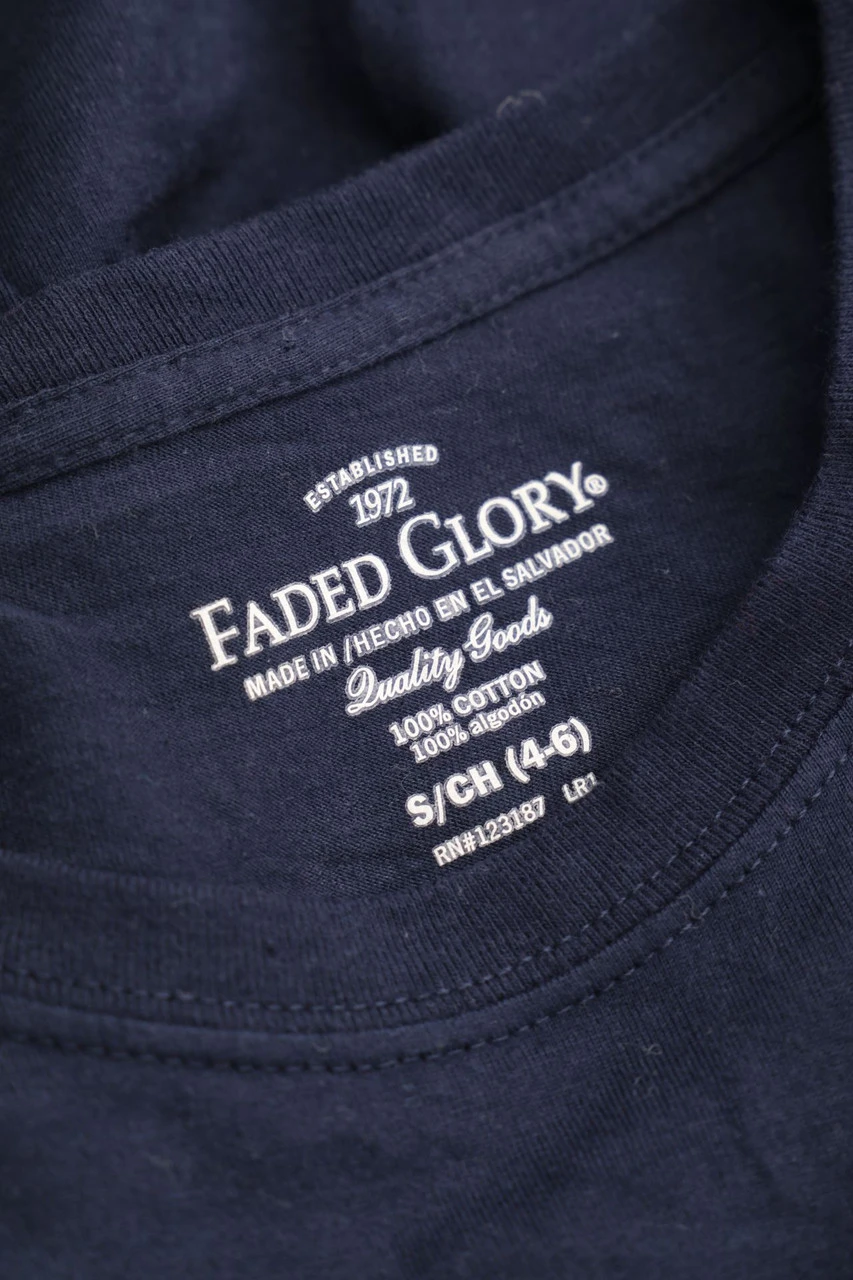 ESTABLISHED
1972
FADED GLORY®
MADE IN /HECHO EN EL SALVADOR
Quality Goods
100% COTTON
100% algodón
S/CH (4-6)
RN#123187 LR1